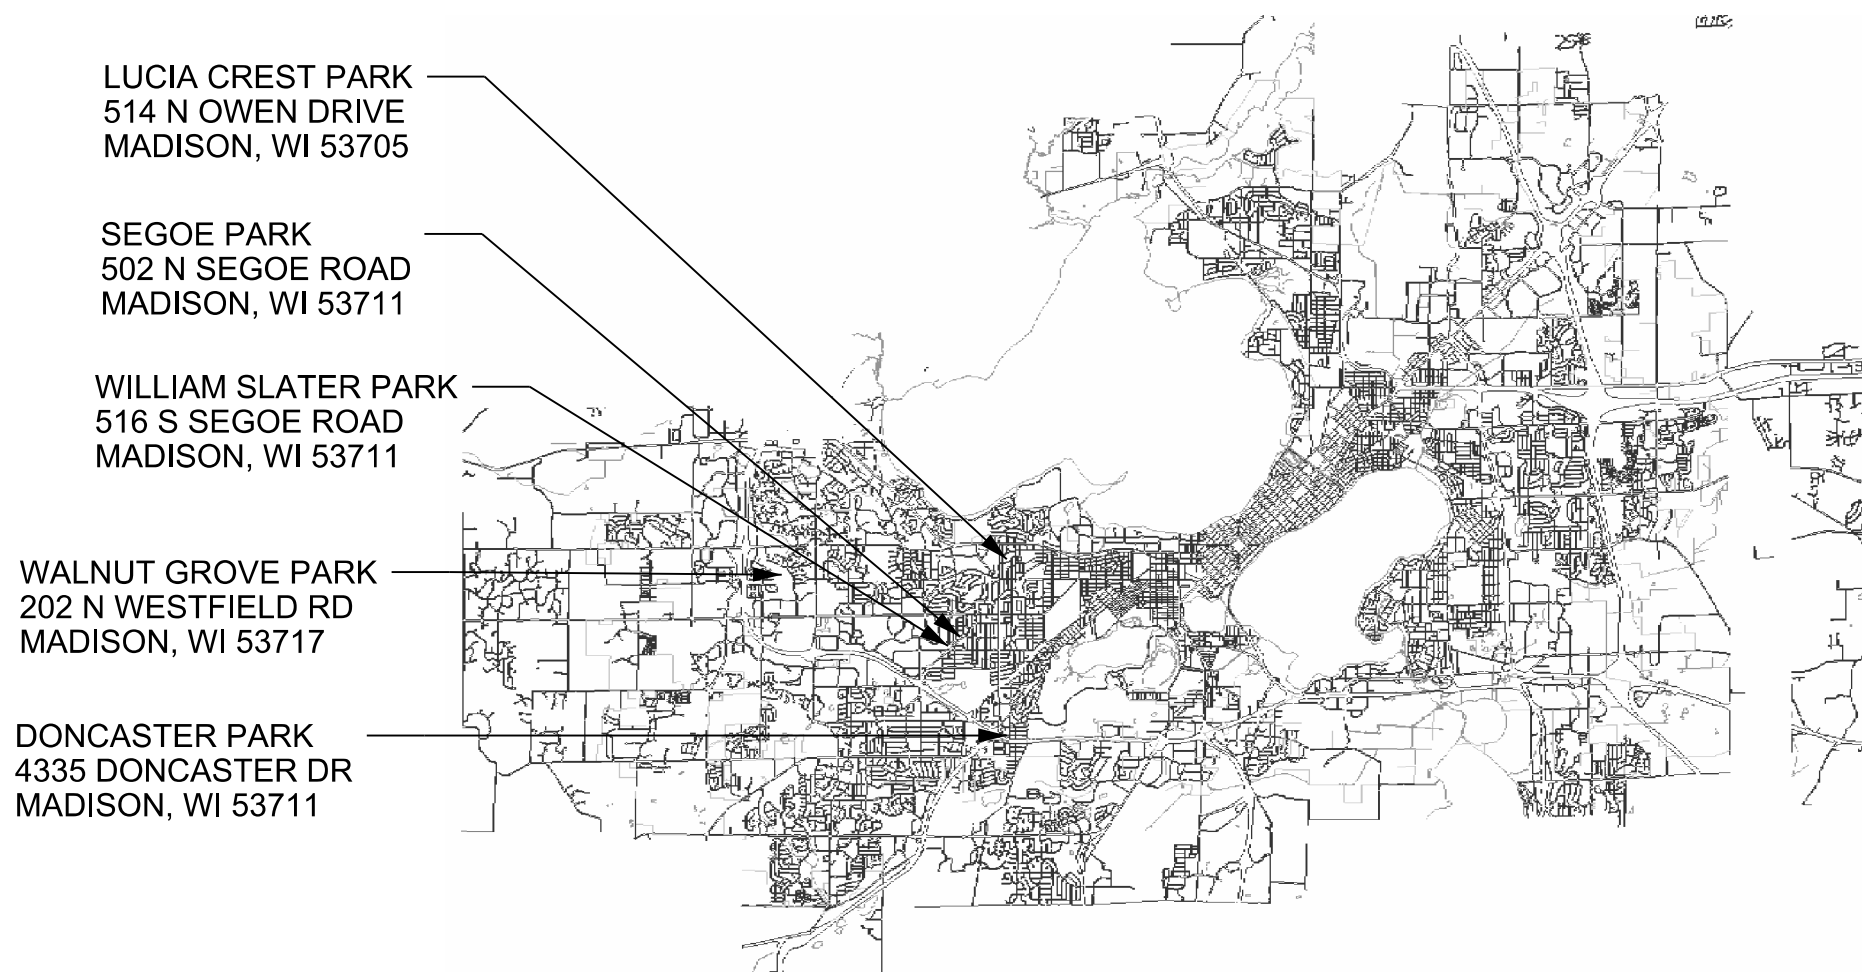 LUCIA CREST PARK
514 N OWEN DRIVE
MADISON, WI 53705
SEGOE PARK
502 N SEGOE ROAD
MADISON, WI 53711
WILLIAM SLATER PARK
516 S SEGOE ROAD
MADISON, WI 53711
WALNUT GROVE PARK
202 N WESTFIELD RD
MADISON, WI 53717
DONCASTER PARK
4335 DONCASTER DR
MADISON, WI 53711